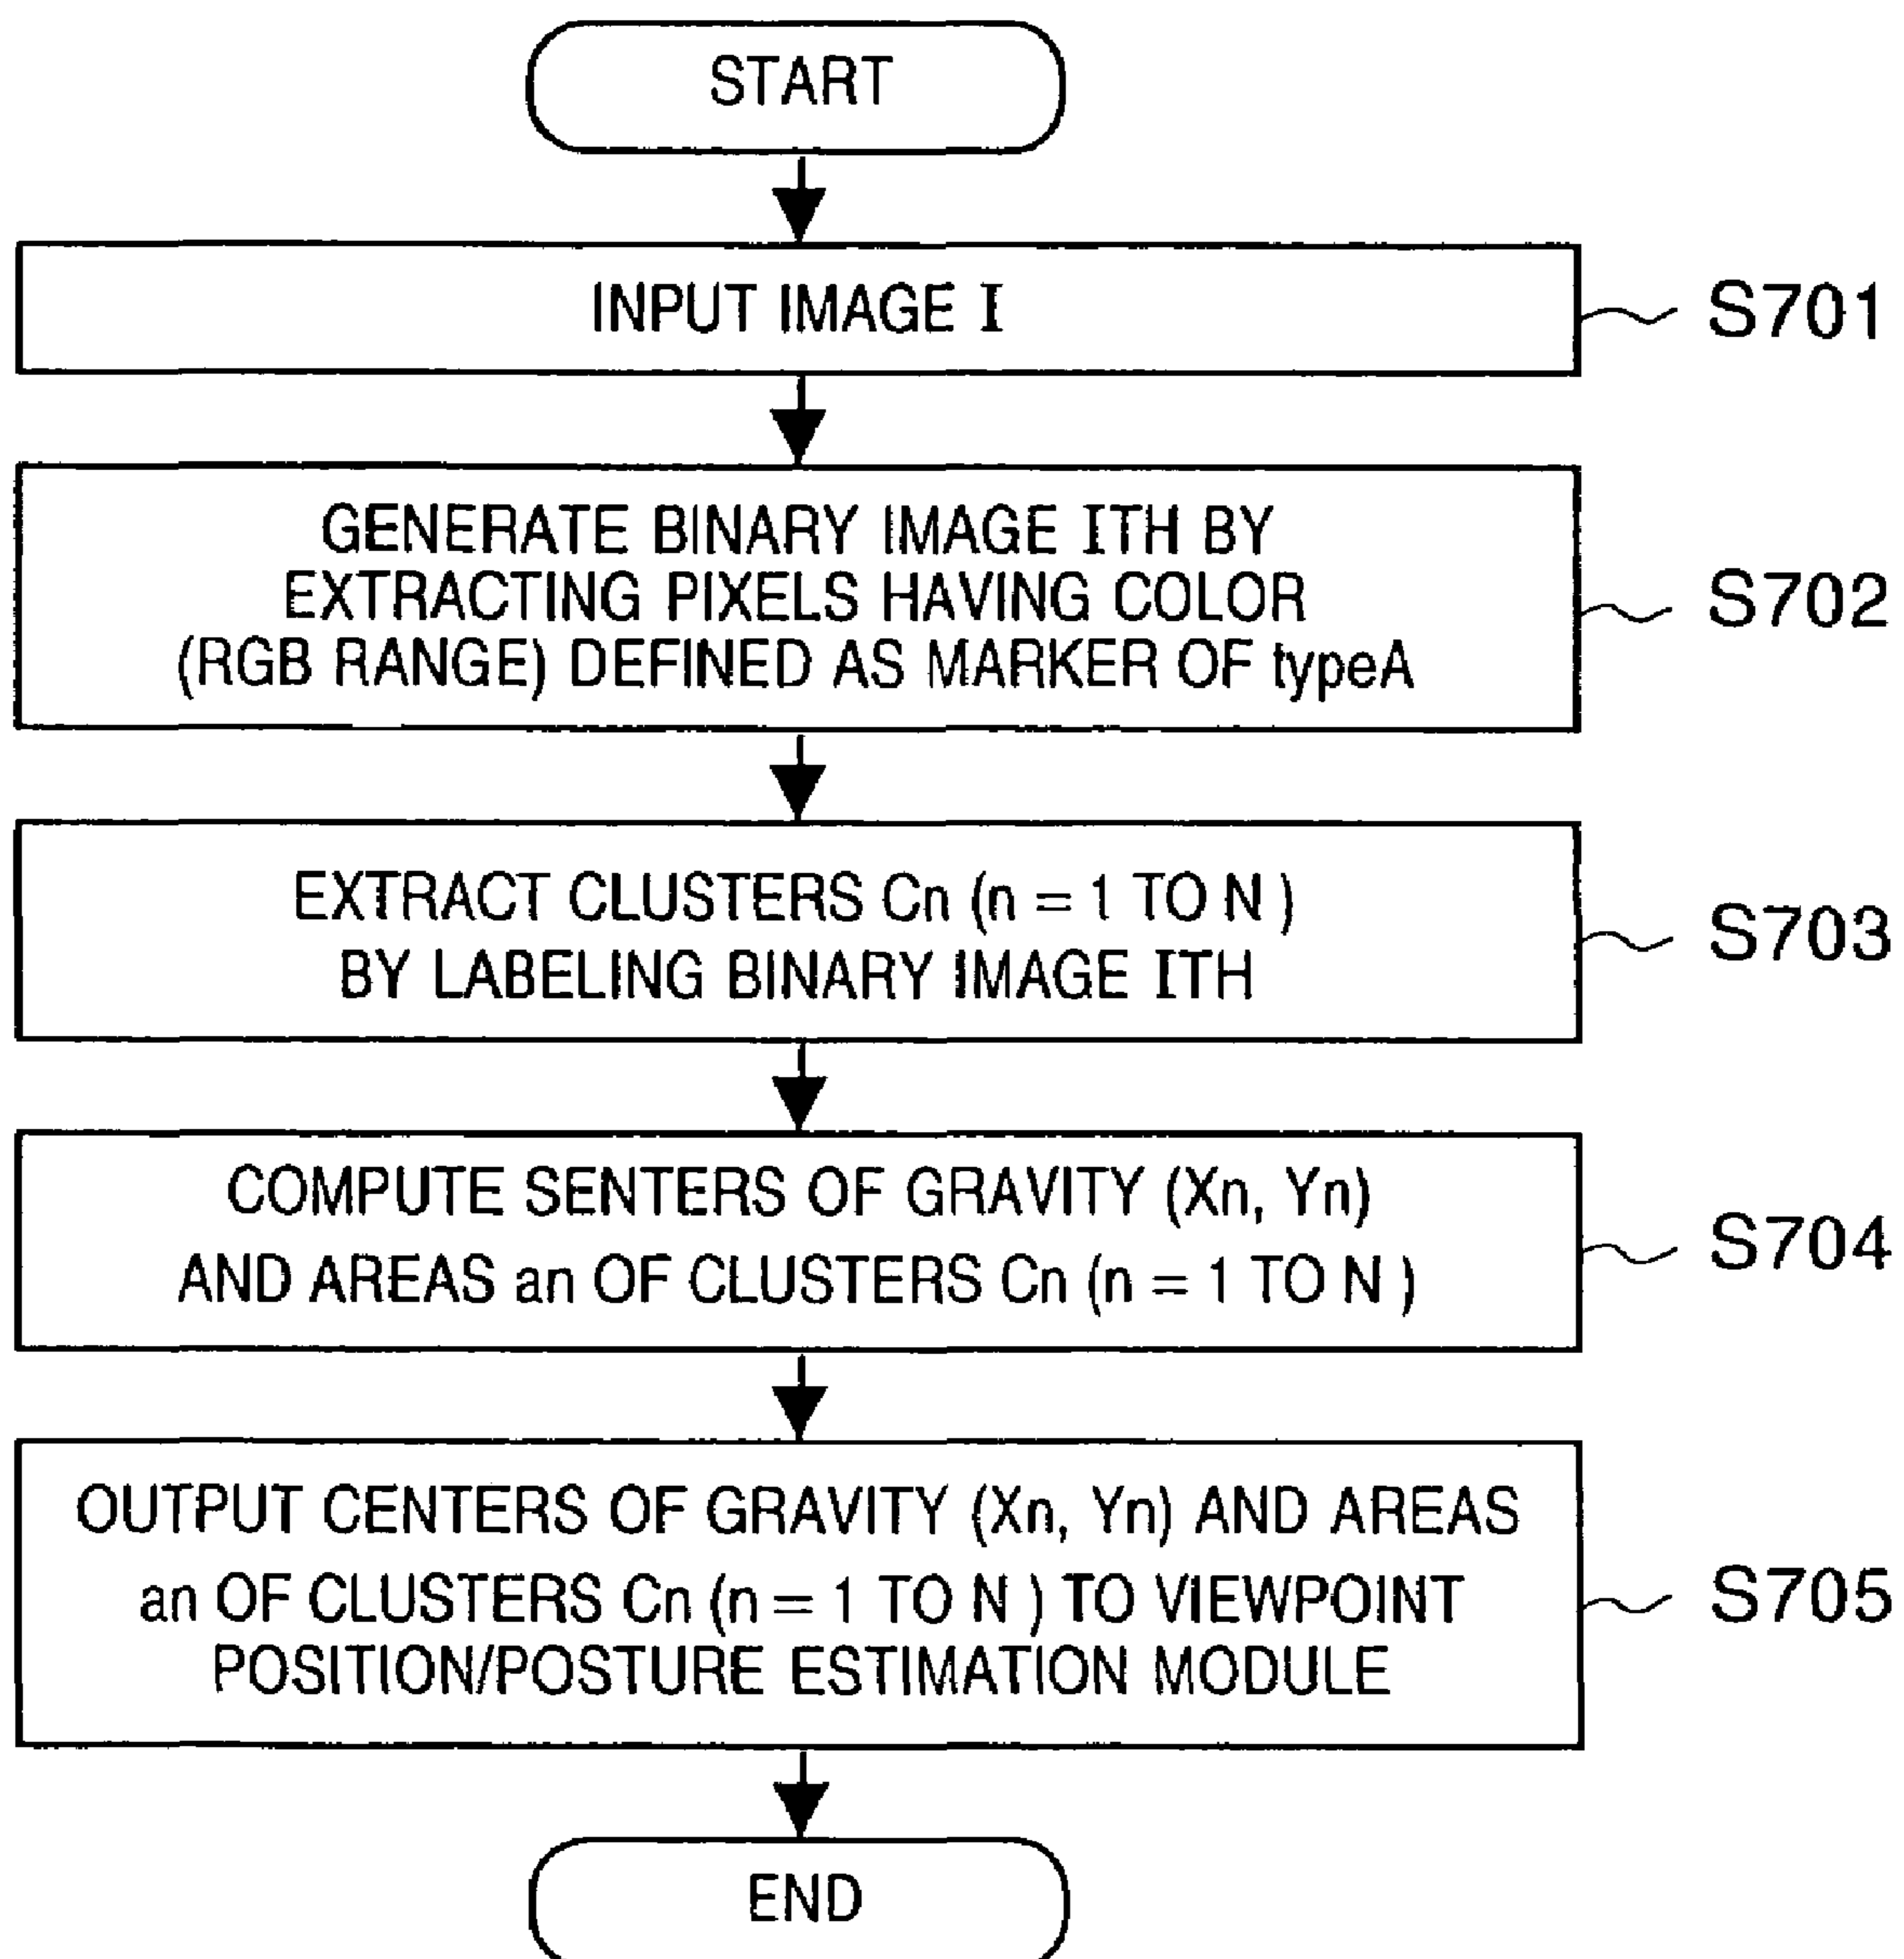 START
INPUT IMAGE I
S701
GENERATE BINARY IMAGE ITH BY
EXTRACTING PIXELS HAVING COLOR
(RGB RANGE) DEFINED AS MARKER OF typeA
S702
EXTRACT CLUSTERS Cn (n = 1 TO N )
BY LABELING BINARY IMAGE ITH
S703
COMPUTE SENTERS OF GRAVITY (Xn, Yn)
AND AREAS an OF CLUSTERS Cn (n = 1 TO N )
S704
OUTPUT CENTERS OF GRAVITY (Xn, Yn) AND AREAS
an OF CLUSTERS Cn (n = 1 TO N ) TO VIEWPOINT
POSITION/POSTURE ESTIMATION MODULE
S705
END